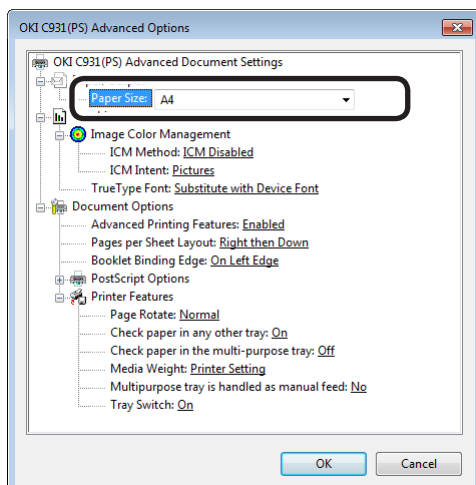 OKI C931(PS) Advanced Options
OKI C931(PS) Advanced Document Settings
Paper Size: A4
Image Color Management
ICM Method: ICM Disabled
ICM Intent: Pictures
TrueType Font: Substitute with Device Font
Document Options
Advanced Printing Features: Enabled
Pages per Sheet Layout: Right then Down
Booklet Binding Edge: On Left Edge
PostScript Options
Printer Features
Page Rotate: Normal
Check paper in any other tray: On
Check paper in the multi-purpose tray: Off
Media Weight: Printer Setting
Multipurpose tray is handled as manual feed: No
Tray Switch: On
OK Cancel